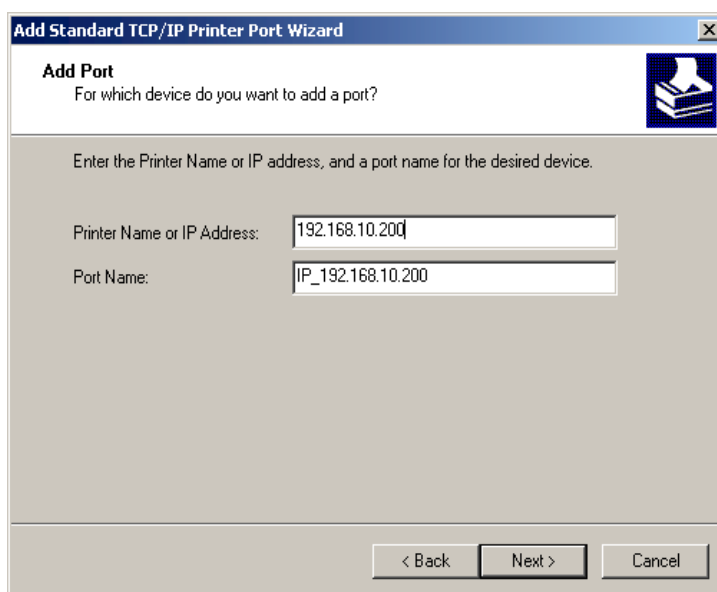 Add Standard TCP/IP Printer Port Wizard
Add Port
For which device do you want to add a port?
Enter the Printer Name or IP address, and a port name for the desired device.
Printer Name or IP Address: 192.168.10.200
Port Name: IP_192.168.10.200
< Back Next > Cancel